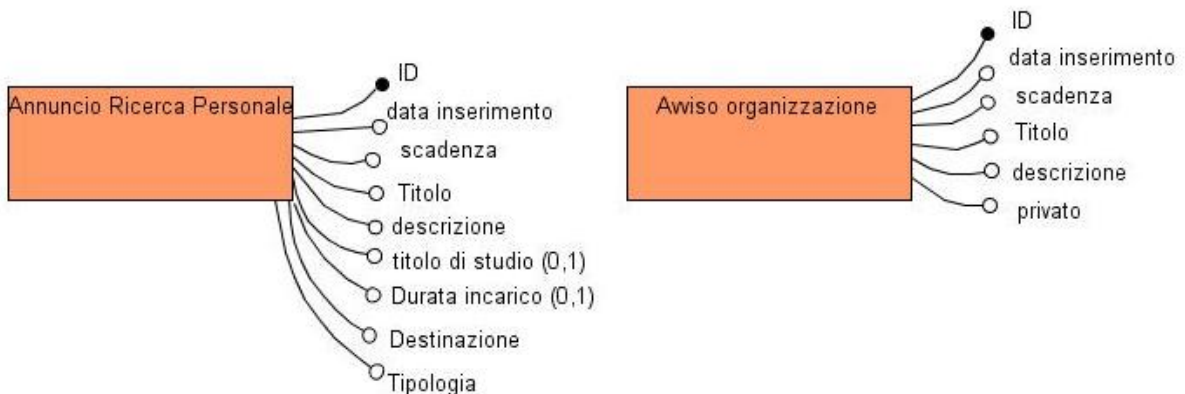 Annuncio Ricerca Personale
ID
data inserimento
scadenza
Titolo
descrizione
titolo di studio (0,1)
Durata incarico (0,1)
Destinazione
Tipologia
Avviso organizzazione
ID
data inserimento
scadenza
Titolo
descrizione
privato